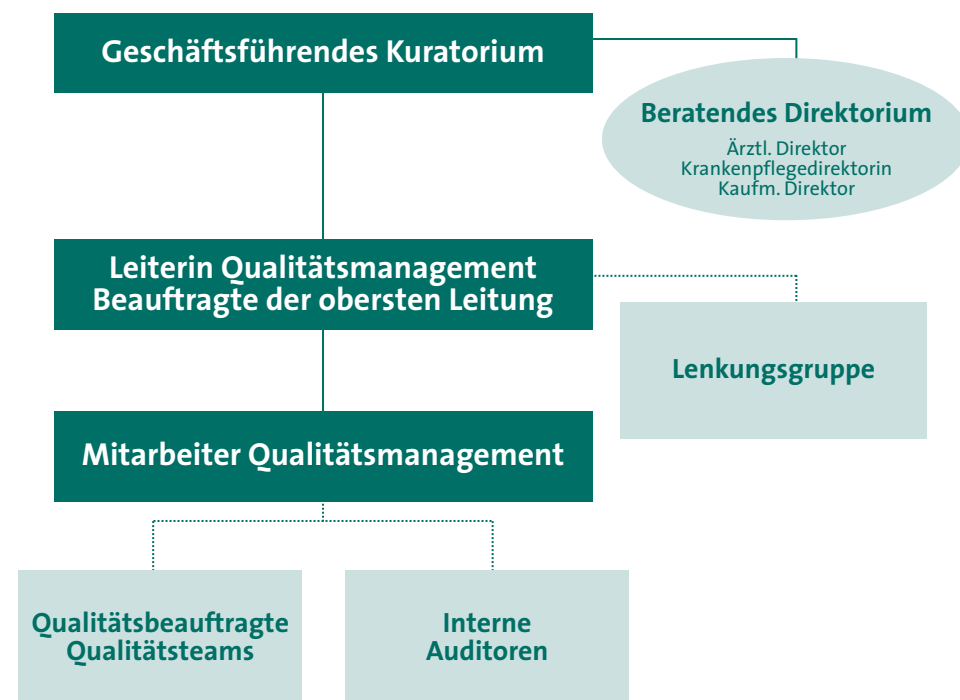 Geschäftsführendes Kuratorium
Beratendes Direktorium
Ärztl. Direktor
Krankenpflegedirektorin
Kaufm. Direktor
Leiterin Qualitätsmanagement
Beauftragte der obersten Leitung
Lenkungsgruppe
Mitarbeiter Qualitätsmanagement
Qualitätsbeauftragte
Qualitätsteams
Interne
Auditoren